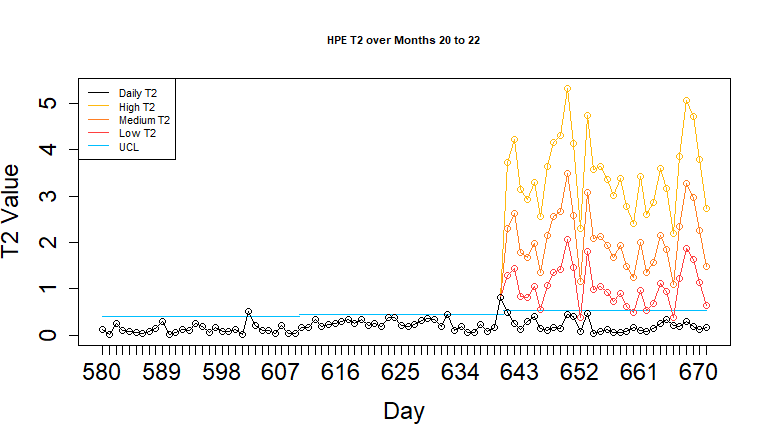 HPE T2 over Months 20 to 22
Daily T2
High T2
Medium T2
Low T2
UCL
T2 Value
5
4
3
2
1
0
580 589 598 607 616 625 634 643 652 661 670
Day